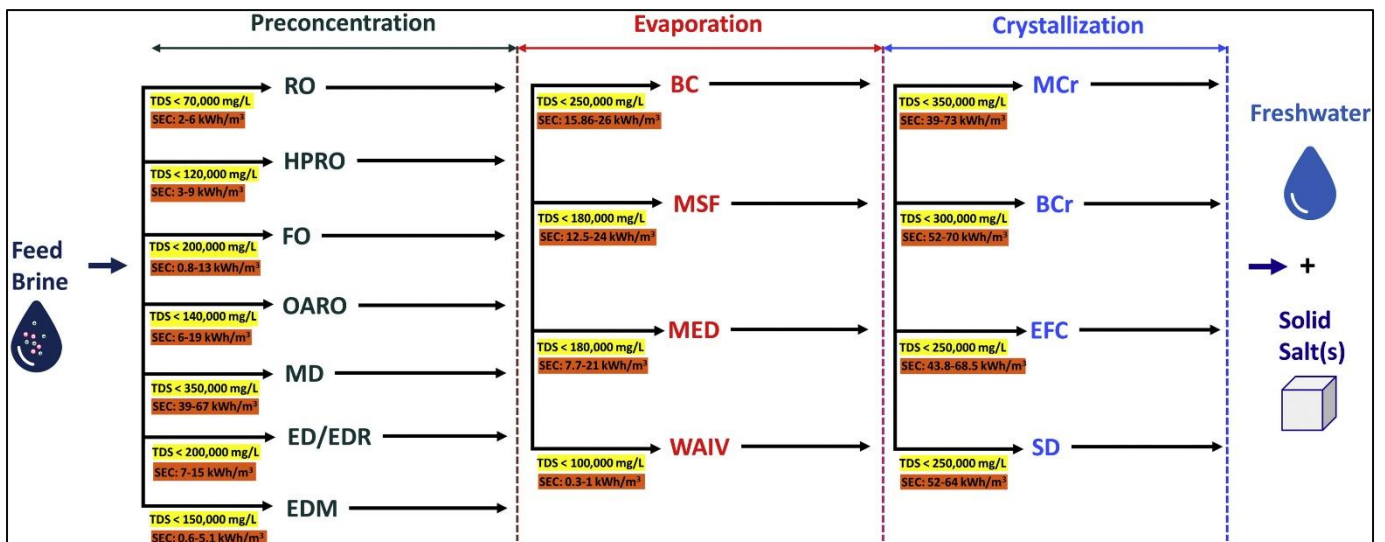 Preconcentration
Evaporation
Crystallization
Feed
Brine
RO
TDS < 70,000 mg/L
SEC: 2-6 kWh/m³
HPRO
TDS < 120,000 mg/L
SEC: 3-9 kWh/m³
FO
TDS < 200,000 mg/L
SEC: 0.8-13 kWh/m³
OARO
TDS < 140,000 mg/L
SEC: 6-19 kWh/m³
MD
TDS < 350,000 mg/L
SEC: 39-67 kWh/m³
ED/EDR
TDS < 200,000 mg/L
SEC: 7-15 kWh/m³
EDM
TDS < 150,000 mg/L
SEC: 0.6-5.1 kWh/m³
BC
TDS < 250,000 mg/L
SEC: 15.86-26 kWh/m³
MSF
TDS < 180,000 mg/L
SEC: 12.5-24 kWh/m³
MED
TDS < 180,000 mg/L
SEC: 7.7-21 kWh/m³
WAIV
TDS < 100,000 mg/L
SEC: 0.3-1 kWh/m³
MCr
TDS < 350,000 mg/L
SEC: 39-73 kWh/m³
BCr
TDS < 300,000 mg/L
SEC: 52-70 kWh/m³
EFC
TDS < 250,000 mg/L
SEC: 43.8-68.5 kWh/m³
SD
TDS < 250,000 mg/L
SEC: 52-64 kWh/m³
Freshwater
+
Solid
Salt(s)